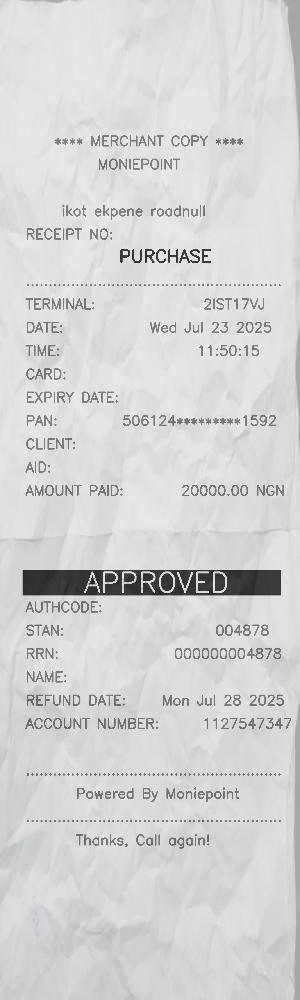 **** MERCHANT COPY ****
MONIEPOINT
ikot ekpene roadnull
RECEIPT NO:
PURCHASE
TERMINAL: 2IST17VJ
DATE: Wed Jul 23 2025
TIME: 11:50:15
CARD:
EXPIRY DATE:
PAN: 506124*********1592
CLIENT:
AID:
AMOUNT PAID: 20000.00 NGN
APPROVED
AUTHCODE:
STAN: 004878
RRN: 000000004878
NAME:
REFUND DATE: Mon Jul 28 2025
ACCOUNT NUMBER: 1127547347
Powered By Moniepoint
Thanks, Call again!